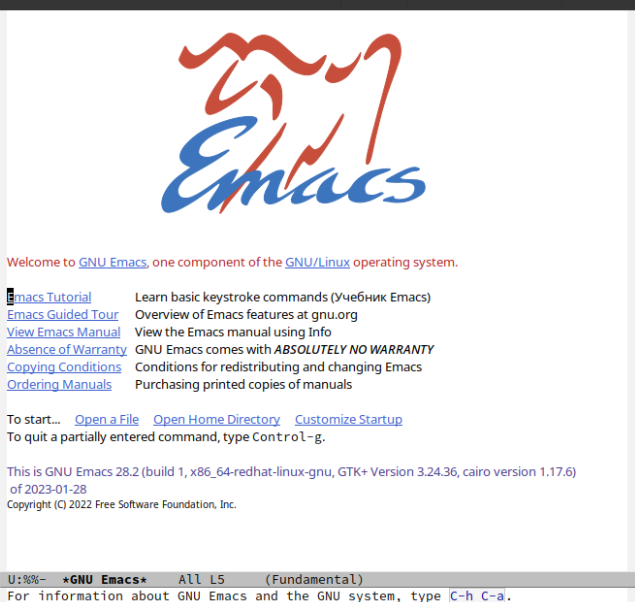 Emacs
Welcome to GNU Emacs, one component of the GNU/Linux operating system.
Emacs Tutorial Learn basic keystroke commands (Учебник Emacs)
Emacs Guided Tour Overview of Emacs features at gnu.org
View Emacs Manual View the Emacs manual using Info
Absence of Warranty GNU Emacs comes with ABSOLUTELY NO WARRANTY
Copying Conditions Conditions for redistributing and changing Emacs
Ordering Manuals Purchasing printed copies of manuals
To start... Open a File Open Home Directory Customize Startup
To quit a partially entered command, type Control-g.
This is GNU Emacs 28.2 (build 1, x86_64-redhat-linux-gnu, GTK+ Version 3.24.36, cairo version 1.17.6)
of 2023-01-28
Copyright (C) 2022 Free Software Foundation, Inc.
U:%%- *GNU Emacs* All L5 (Fundamental)
For information about GNU Emacs and the GNU system, type C-h C-a.